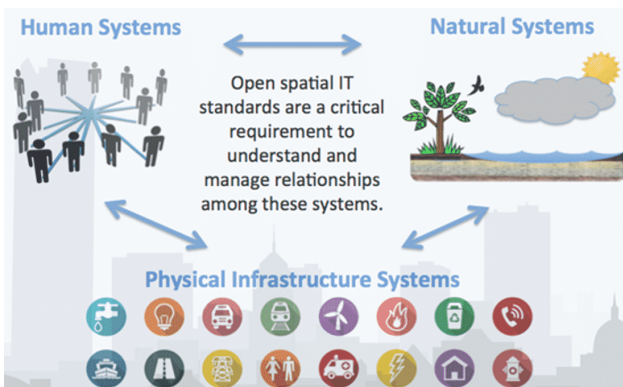 Human Systems
Natural Systems
Open spatial IT
standards are a critical
requirement to
understand and
manage relationships
among these systems.
Physical Infrastructure Systems